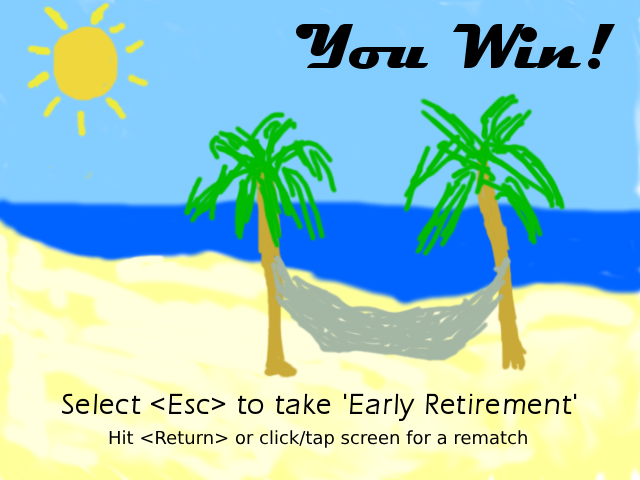 You Win!
Select <Esc> to take 'Early Retirement'
Hit <Return> or click/tap screen for a rematch